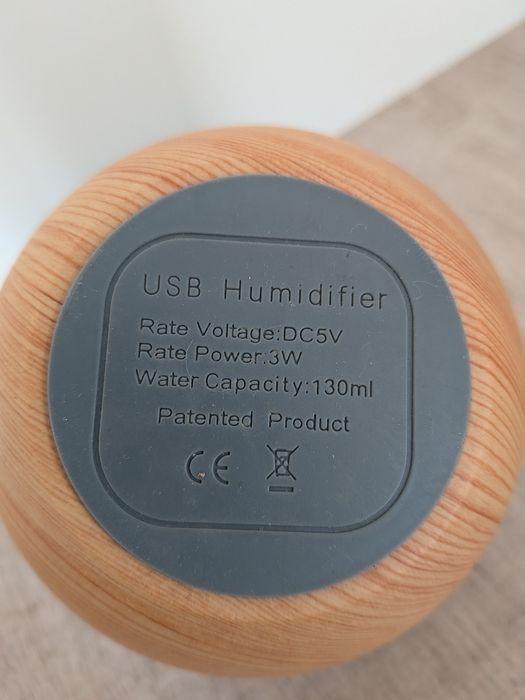 USB Humidifier
Rate Voltage:DC5V
Rate Power:3W
Water Capacity:130ml
Patented Product
CE